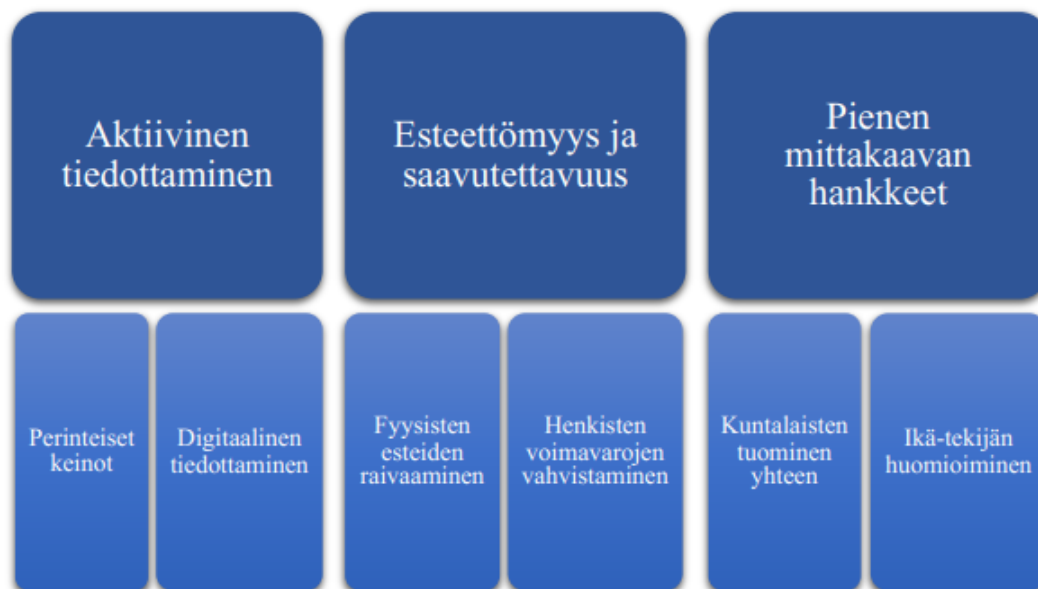 Aktiivinen
tiedottaminen
Esteettömyys ja
saavutettavuus
Pienen
mittakaavan
hankkeet
Perinteiset
keinot
Digitaalinen
tiedottaminen
Fyysisten
esteiden
raivaaminen
Henkisten
voimavarojen
vahvistaminen
Kuntalaisten
tuominen
yhteen
Ikä-tekijän
huomioiminen